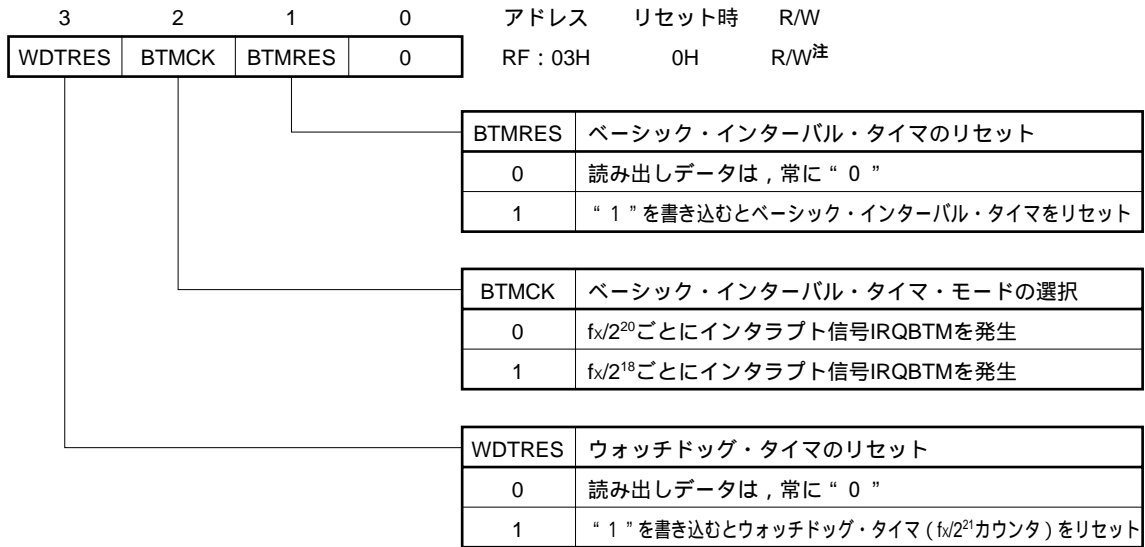 3 2 1 0 アドレス リセット時 R/W
WDTRES BTMCK BTMRES 0 RF：03H 0H R/W注
BTMRES ベーシック・インターバル・タイマのリセット
0 読み出しデータは，常に“０”
1 “１”を書き込むとベーシック・インターバル・タイマをリセット
BTMCK ベーシック・インターバル・タイマ・モードの選択
0 fx/2²⁰ごとにインタラプト信号IRQBTMを発生
1 fx/2¹⁸ごとにインタラプト信号IRQBTMを発生
WDTRES ウォッチドッグ・タイマのリセット
0 読み出しデータは，常に“０”
1 “１”を書き込むとウォッチドッグ・タイマ（fx/2²¹カウンタ）をリセット